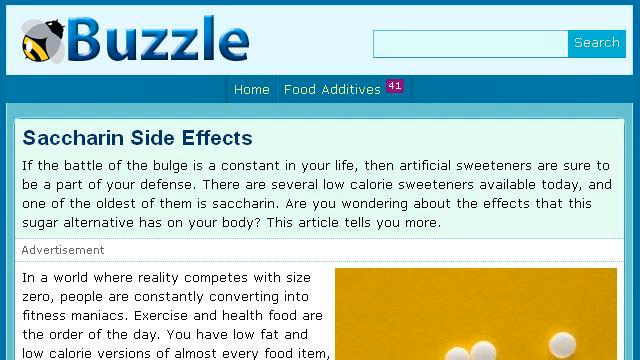 Buzzle
Search
Home Food Additives 41
Saccharin Side Effects
If the battle of the bulge is a constant in your life, then artificial sweeteners are sure to
be a part of your defense. There are several low calorie sweeteners available today, and
one of the oldest of them is saccharin. Are you wondering about the effects that this
sugar alternative has on your body? This article tells you more.
Advertisement
In a world where reality competes with size
zero, people are constantly converting into
fitness maniacs. Exercise and health food are
the order of the day. You have low fat and
low calorie versions of almost every food item,